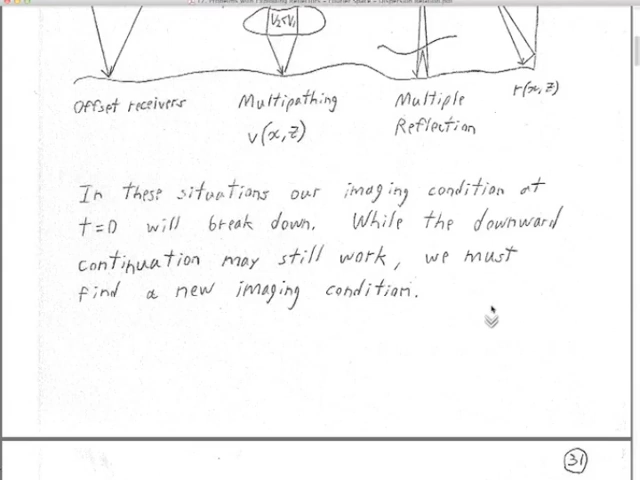 V₂<V₁
r(x,z)
Offset receivers
Multipathing
Multiple
v(x,z)
Reflection
In these situations our imaging condition at
t=0 will break down. While the downward
continuation may still work, we must
find a new imaging condition.
31